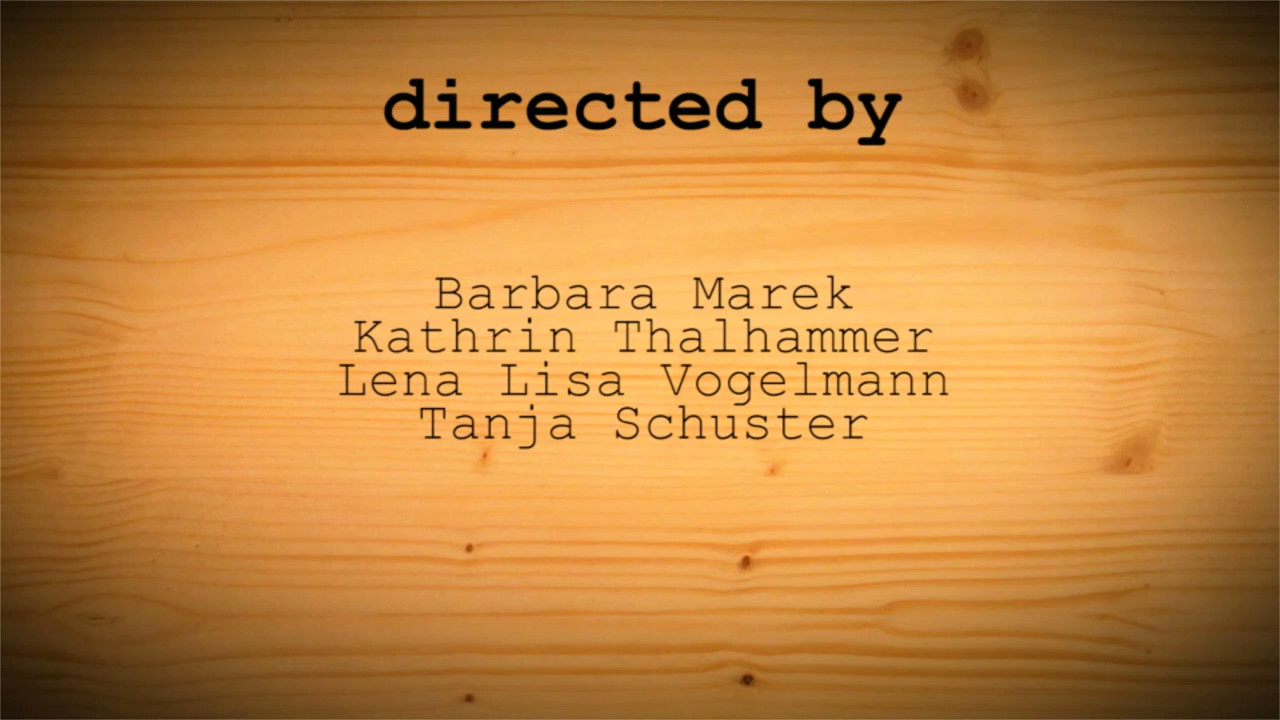 directed by
Barbara Marek
Kathrin Thalhammer
Lena Lisa Vogelmann
Tanja Schuster